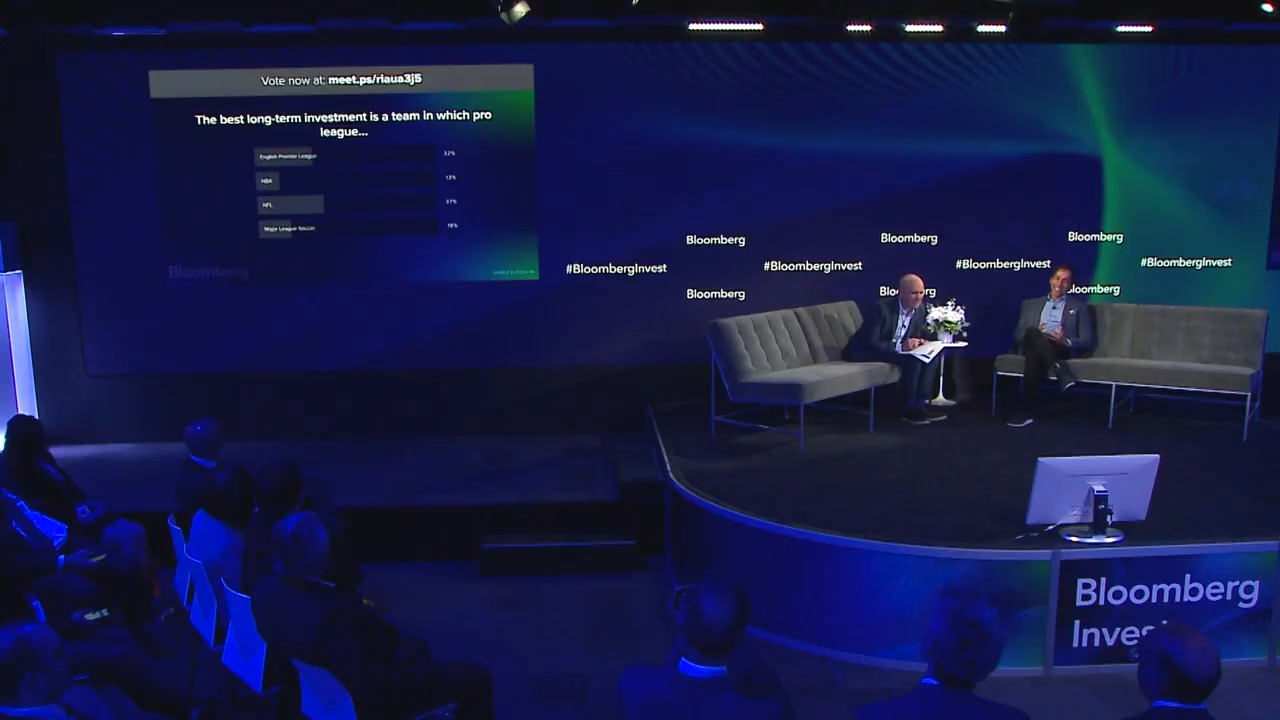 Vote now at: meet.ps/riaua3j5
The best long-term investment is a team in which pro
league...
English Premier League 32%
NBA 13%
NFL 37%
Major League Soccer 18%
Bloomberg
Bloomberg Bloomberg Bloomberg
#BloombergInvest #BloombergInvest #BloombergInvest #BloombergInvest
Bloomberg Bloomberg
Bloomberg
Inves